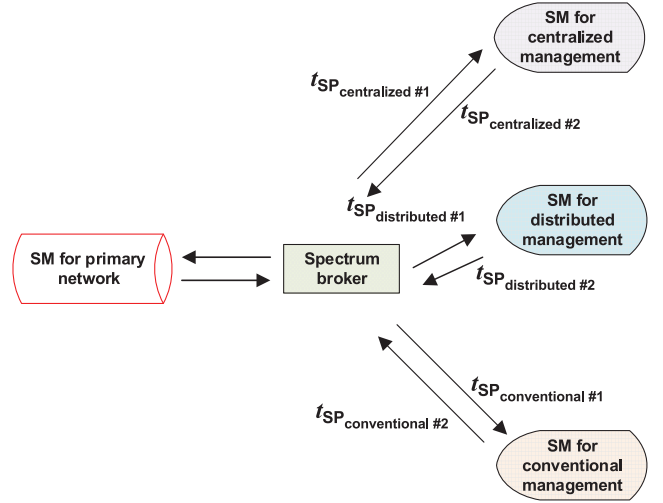 SM for
centralized
management
tSPcentralized #1
tSPcentralized #2
tSPdistributed #1
SM for
distributed
management
SM for primary
network
Spectrum
broker
tSPdistributed #2
tSPconventional #1
tSPconventional #2
SM for
conventional
management